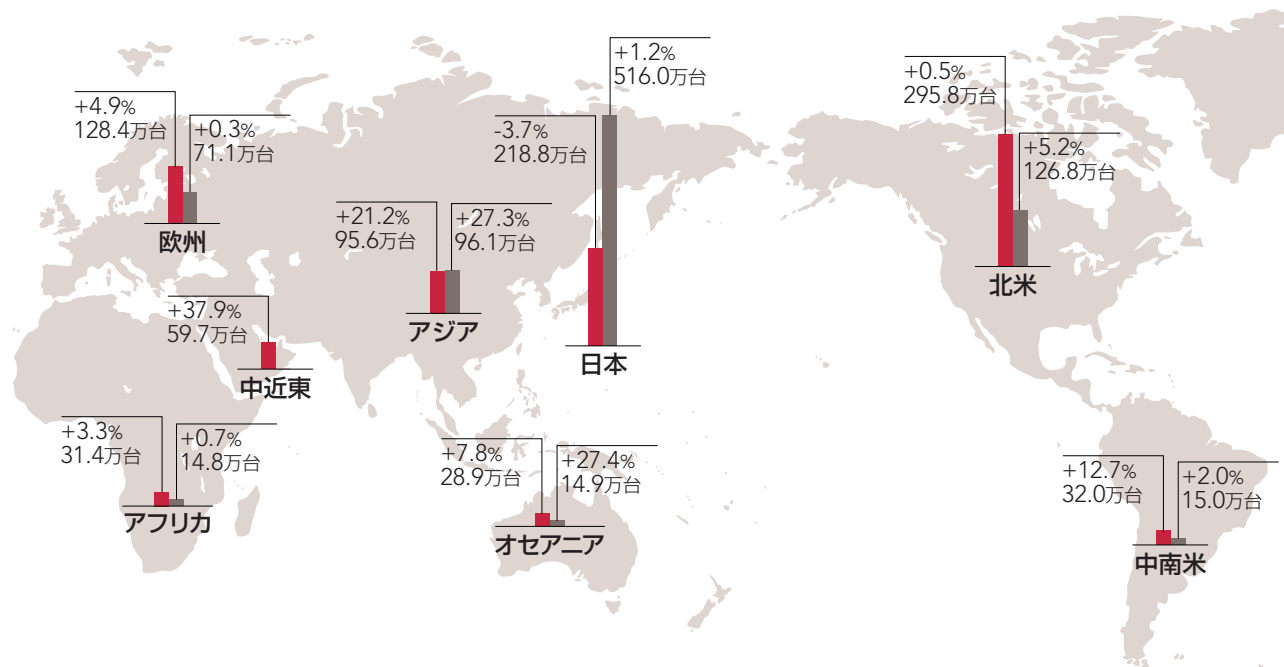 +4.9%
128.4万台
+0.3%
71.1万台
欧州
+37.9%
59.7万台
中近東
+3.3%
31.4万台
+0.7%
14.8万台
アフリカ
+21.2%
95.6万台
+27.3%
96.1万台
アジア
-3.7%
218.8万台
+1.2%
516.0万台
日本
+7.8%
28.9万台
+27.4%
14.9万台
オセアニア
+0.5%
295.8万台
+5.2%
126.8万台
北米
+12.7%
32.0万台
+2.0%
15.0万台
中南米